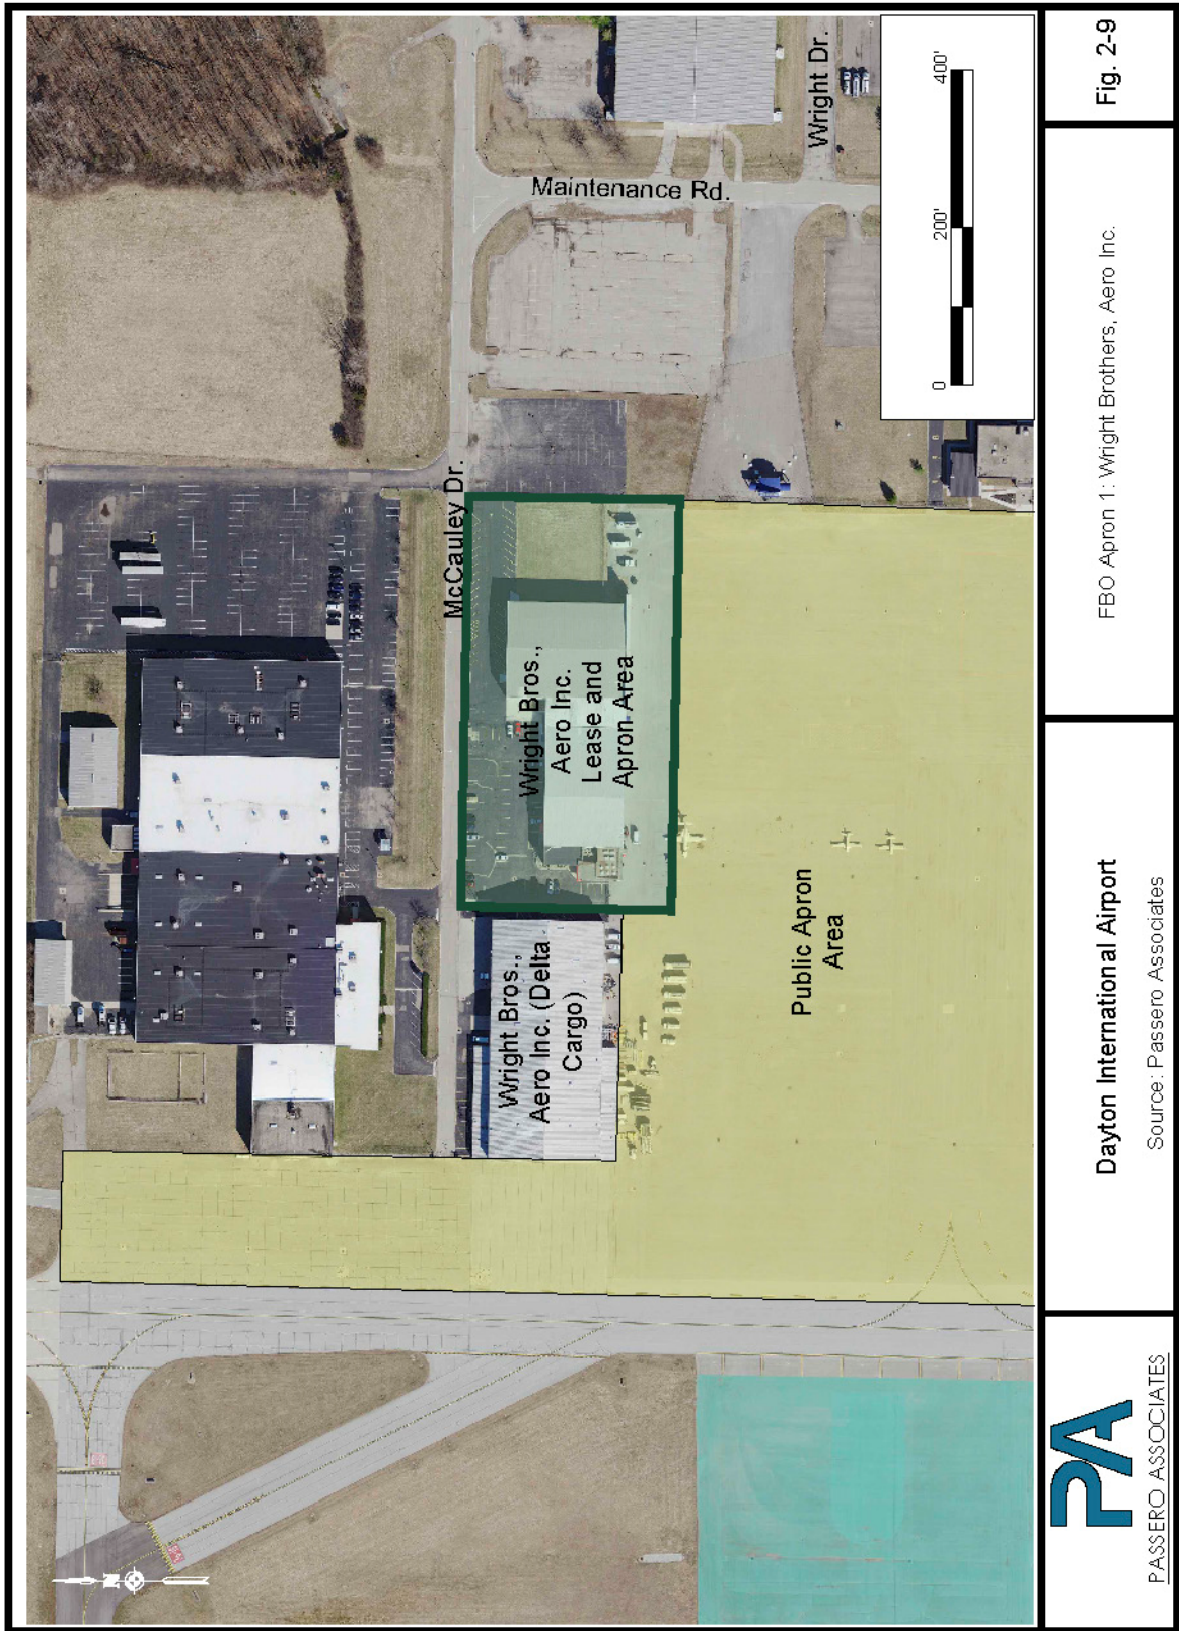 McCauley Dr.
Maintenance Rd.
Wright Dr.
Wright Bros.,
Aero Inc.
Lease and
Apron Area
Wright Bros.,
Aero Inc. (Delta
Cargo)
Public Apron
Area
N
0
200'
400'
PA
PASSERO ASSOCIATES
Dayton International Airport
Source: Passero Associates
FBO Apron 1: Wright Brothers, Aero Inc.
Fig. 2-9